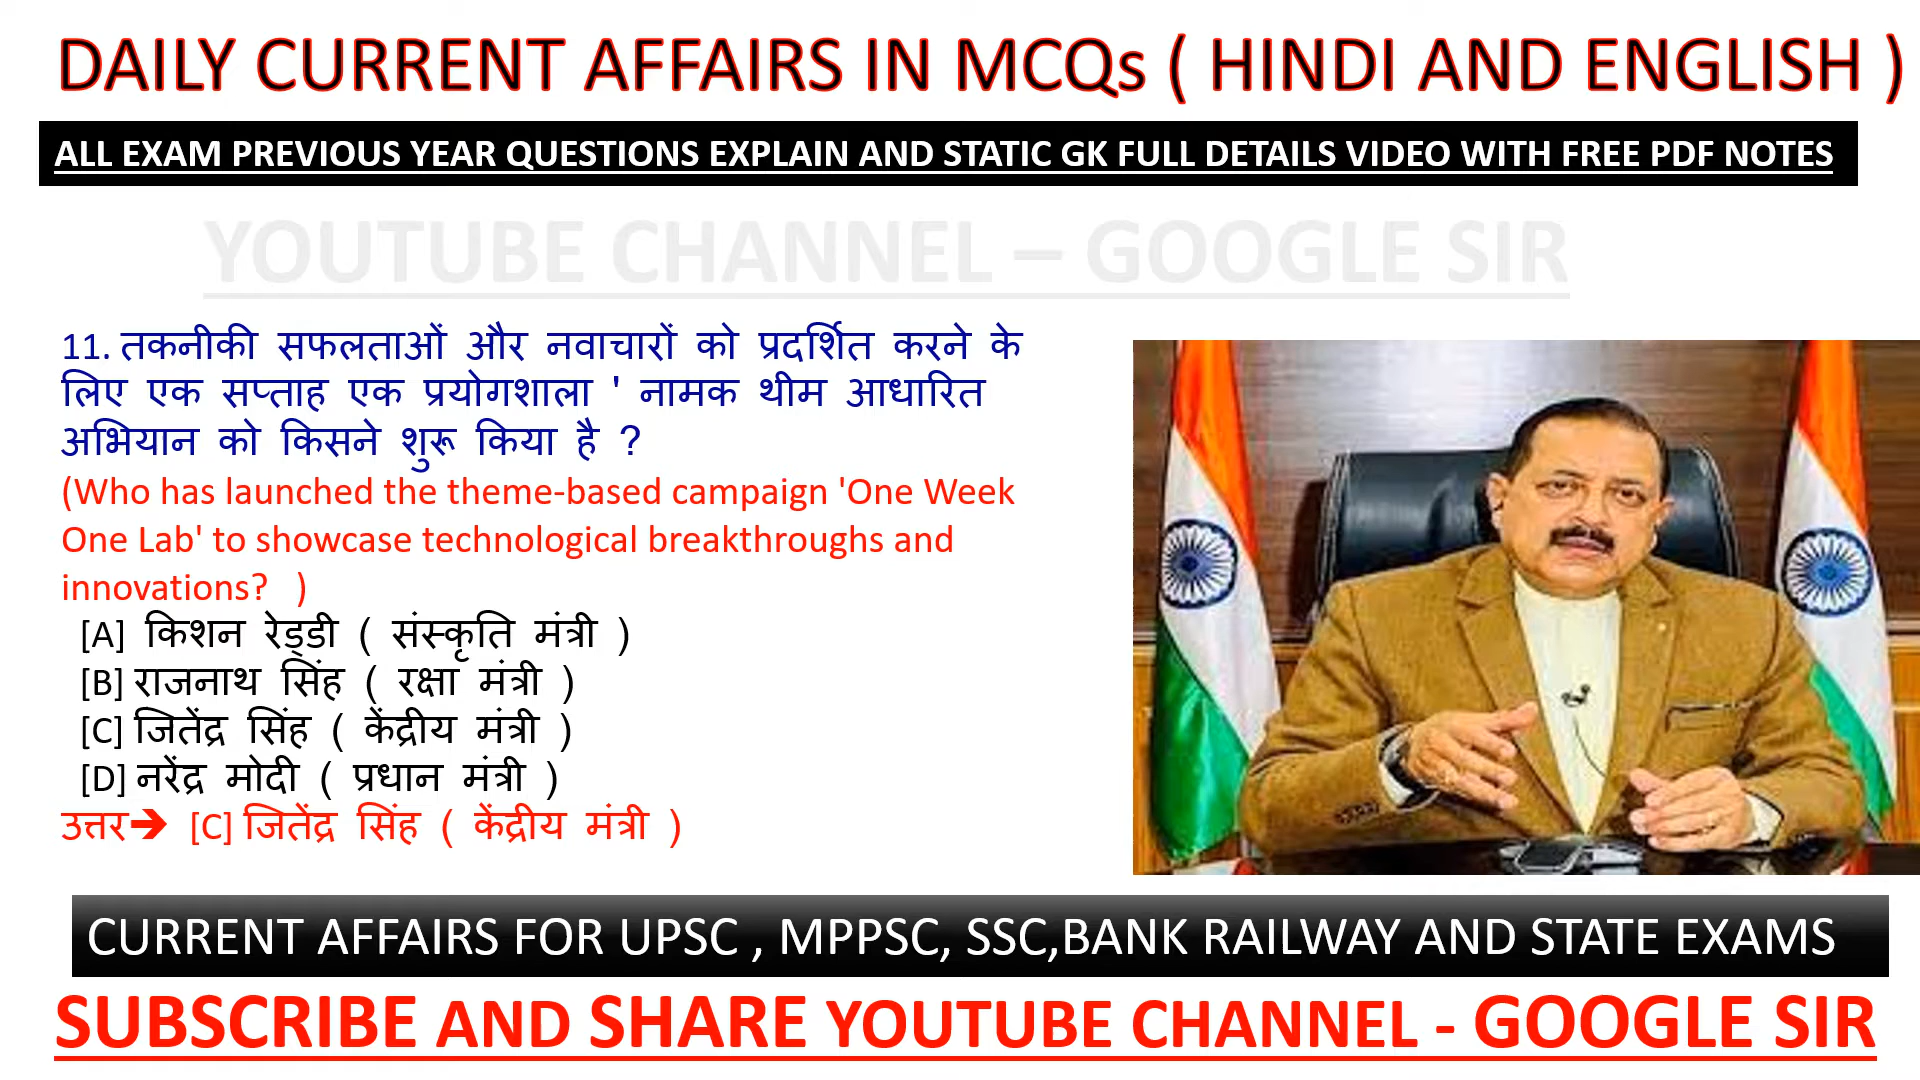 DAILY CURRENT AFFAIRS IN MCQs ( HINDI AND ENGLISH )
ALL EXAM PREVIOUS YEAR QUESTIONS EXPLAIN AND STATIC GK FULL DETAILS VIDEO WITH FREE PDF NOTES
YOUTUBE CHANNEL – GOOGLE SIR
11. तकनीकी सफलताओं और नवाचारों को प्रदर्शित करने के
लिए एक सप्ताह एक प्रयोगशाला ' नामक थीम आधारित
अभियान को किसने शुरू किया है ?
(Who has launched the theme-based campaign 'One Week
One Lab' to showcase technological breakthroughs and
innovations? )
[A] किशन रेड्डी ( संस्कृति मंत्री )
[B] राजनाथ सिंह ( रक्षा मंत्री )
[C] जितेंद्र सिंह ( केंद्रीय मंत्री )
[D] नरेंद्र मोदी ( प्रधान मंत्री )
उत्तर➔ [C] जितेंद्र सिंह ( केंद्रीय मंत्री )
CURRENT AFFAIRS FOR UPSC , MPPSC, SSC,BANK RAILWAY AND STATE EXAMS
SUBSCRIBE AND SHARE YOUTUBE CHANNEL - GOOGLE SIR